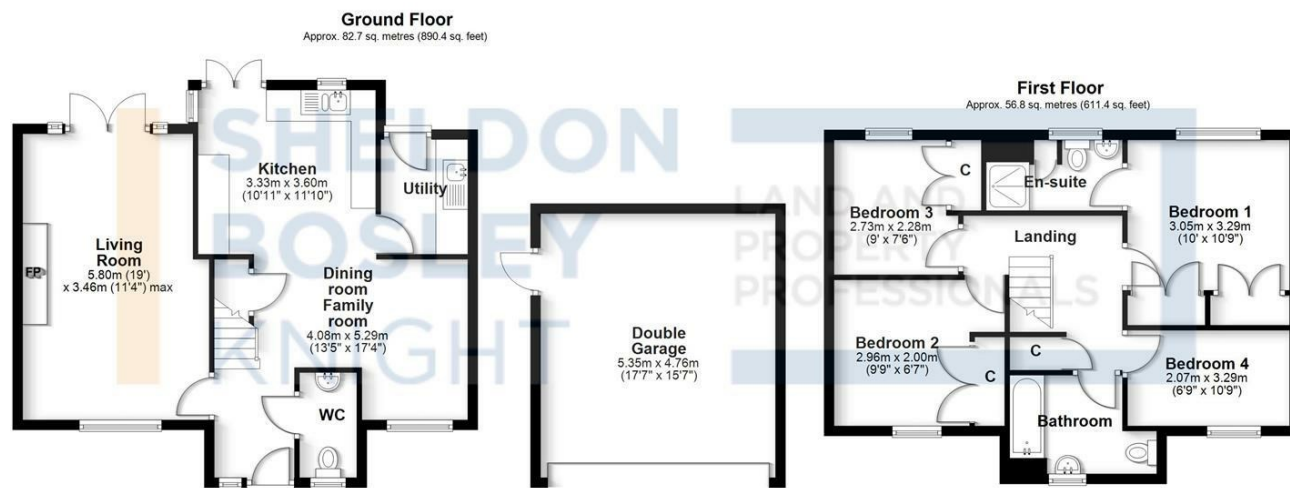 Ground Floor
Approx. 82.7 sq. metres (890.4 sq. feet)
Kitchen
3.33m x 3.60m
(10'11" x 11'10")
Utility
Living
Room
5.80m (19')
x 3.46m (11'4") max
FP
Dining
room
Family
room
4.08m x 5.29m
(13'5" x 17'4")
WC
Double
Garage
5.35m x 4.76m
(17'7" x 15'7")
First Floor
Approx. 56.8 sq. metres (611.4 sq. feet)
Bedroom 3
2.73m x 2.28m
(9' x 7'6")
C
En-suite
Bedroom 1
3.05m x 3.29m
(10' x 10'9")
Landing
Bedroom 2
2.96m x 2.00m
(9'9" x 6'7")
C
C
Bedroom 4
2.07m x 3.29m
(6'9" x 10'9")
Bathroom
SHELDON
BOSLEY
KNIGHT
LAND AND
PROPERTY
PROFESSIONALS